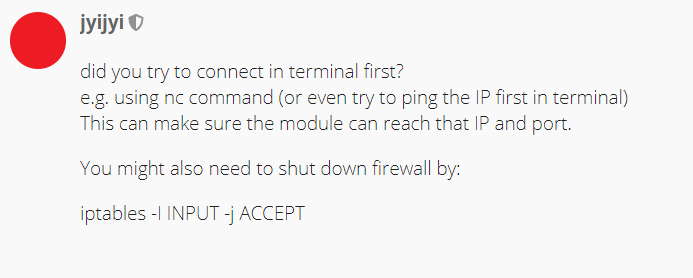 jyijyi
did you try to connect in terminal first?
e.g. using nc command (or even try to ping the IP first in terminal)
This can make sure the module can reach that IP and port.
You might also need to shut down firewall by:
iptables -I INPUT -j ACCEPT